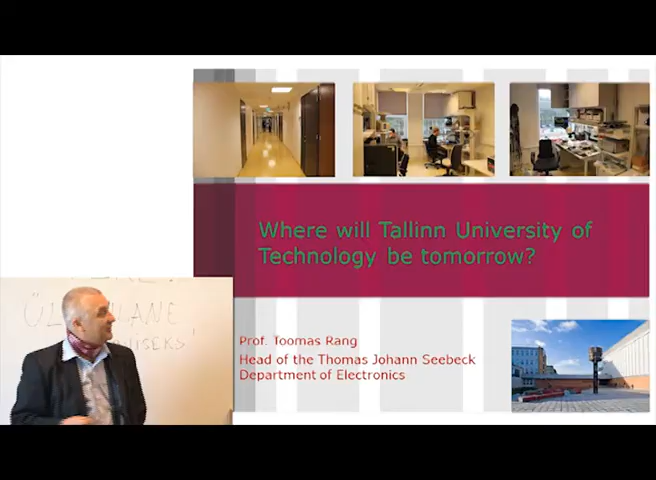 Where will Tallinn University of
Technology be tomorrow?
Prof. Toomas Rang
Head of the Thomas Johann Seebeck
Department of Electronics